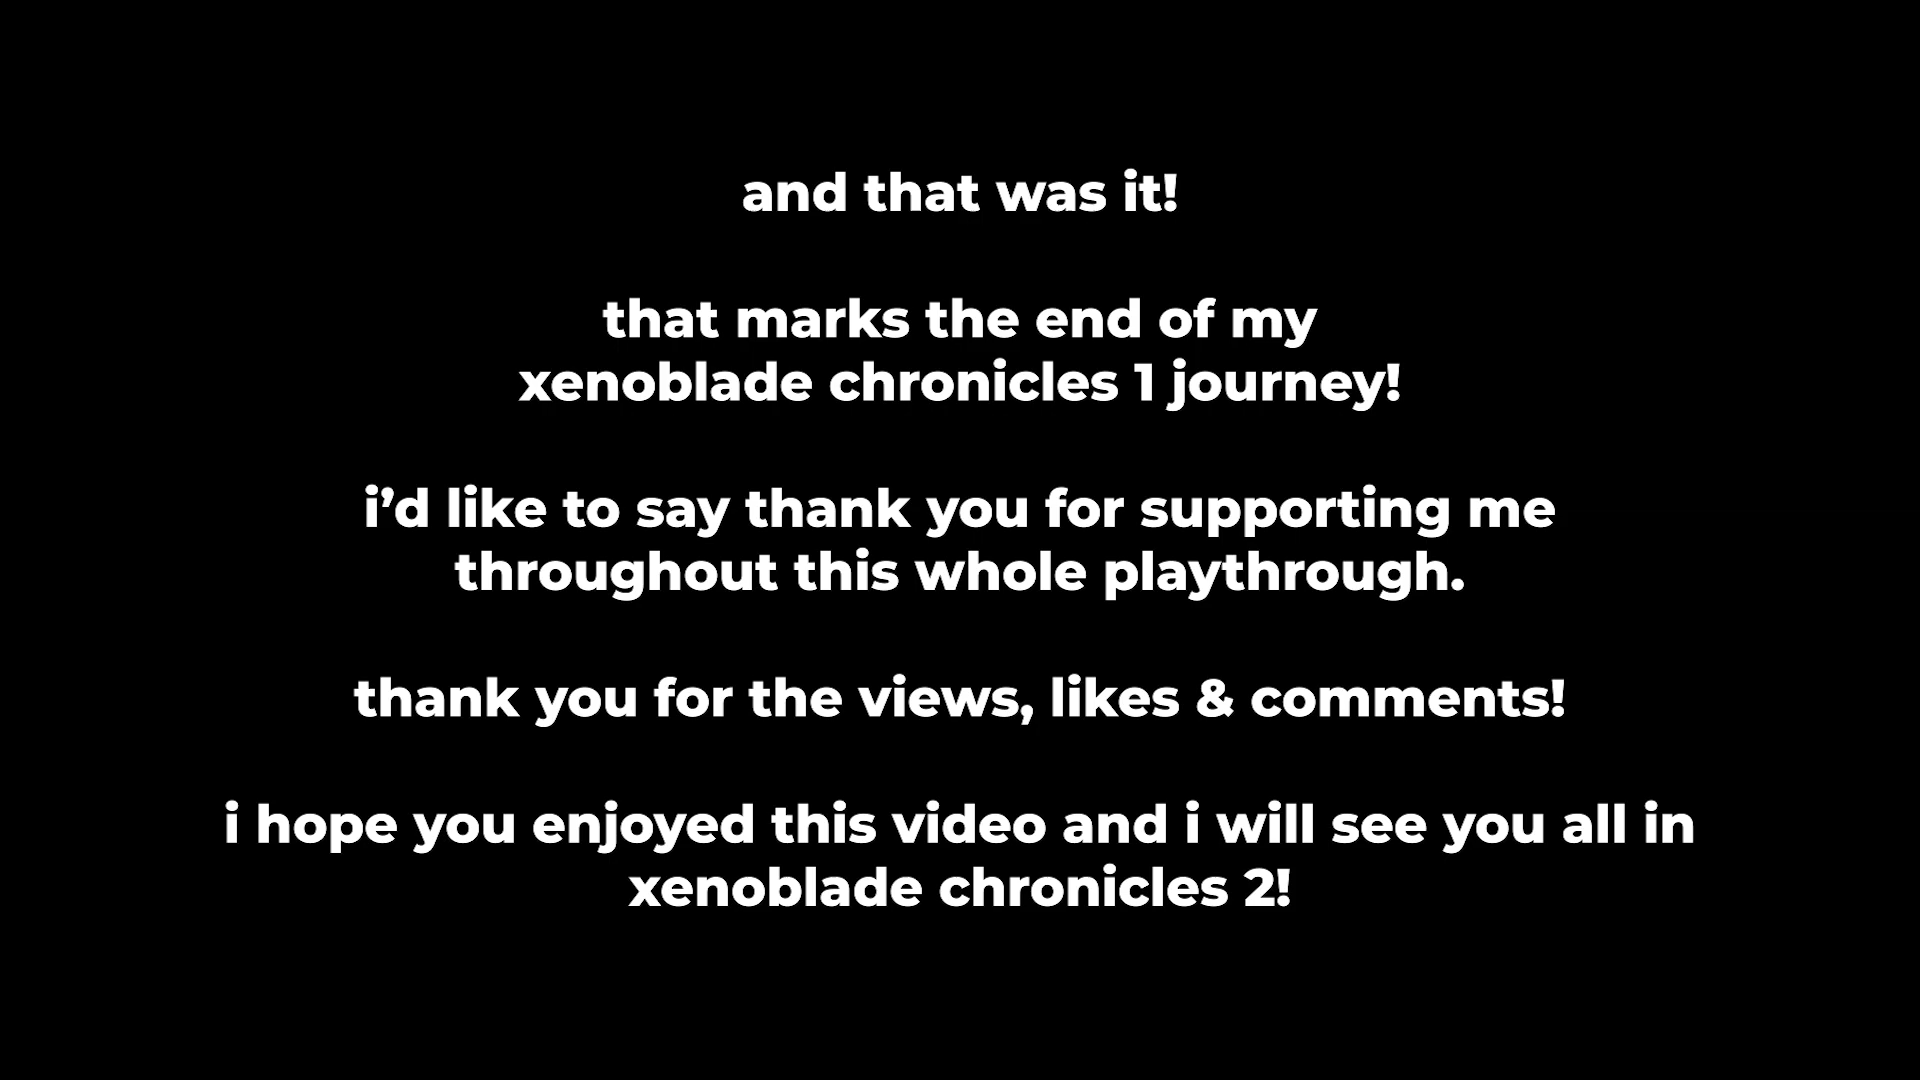 and that was it!
that marks the end of my
xenoblade chronicles 1 journey!
i’d like to say thank you for supporting me
throughout this whole playthrough.
thank you for the views, likes & comments!
i hope you enjoyed this video and i will see you all in
xenoblade chronicles 2!